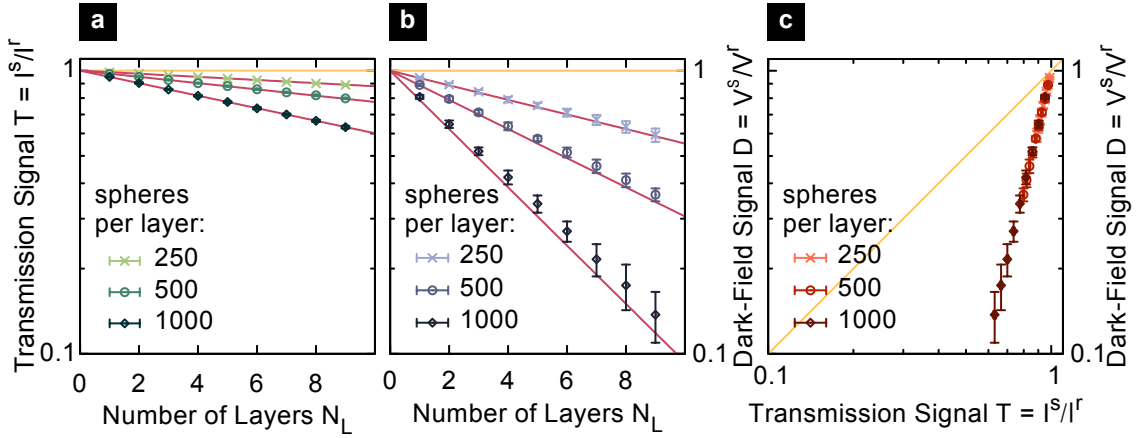 a
Transmission Signal T = I^s/I^r
1
0.1
spheres
per layer:
250
500
1000
0 2 4 6 8
Number of Layers N_L
b
spheres
per layer:
250
500
1000
0 2 4 6 8
Number of Layers N_L
1
0.1
Dark-Field Signal D = V^s/V^r
c
spheres
per layer:
250
500
1000
0.1 1
Transmission Signal T = I^s/I^r
1
0.1
Dark-Field Signal D = V^s/V^r